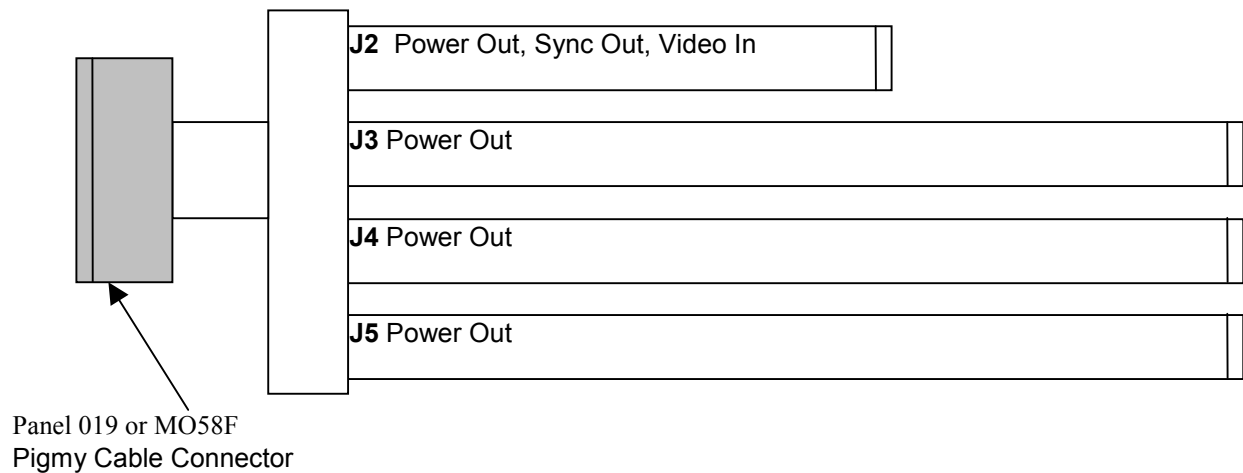 J2 Power Out, Sync Out, Video In
J3 Power Out
J4 Power Out
J5 Power Out
Panel 019 or MO58F
Pigmy Cable Connector